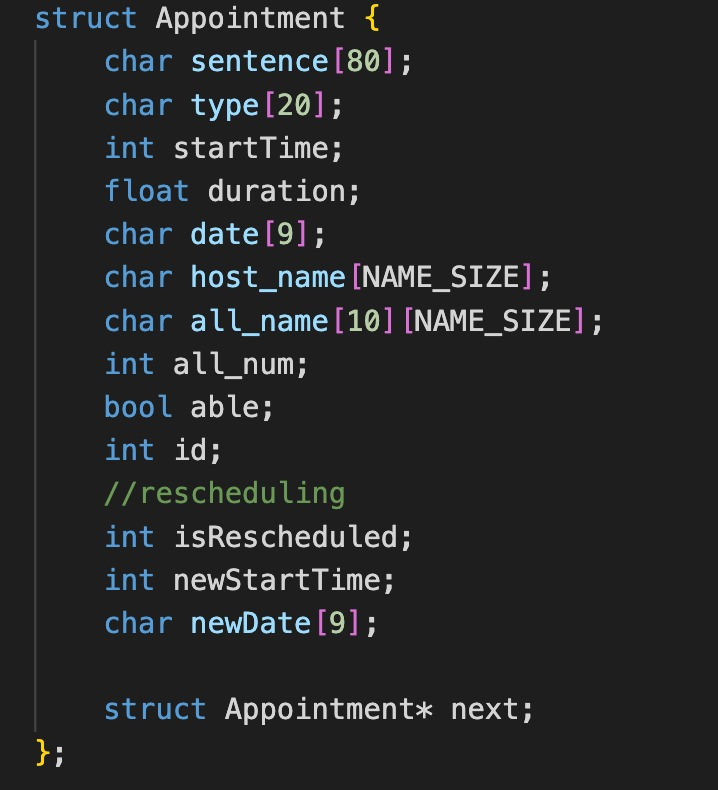 struct Appointment {
    char sentence[80];
    char type[20];
    int startTime;
    float duration;
    char date[9];
    char host_name[NAME_SIZE];
    char all_name[10][NAME_SIZE];
    int all_num;
    bool able;
    int id;
    //rescheduling
    int isRescheduled;
    int newStartTime;
    char newDate[9];

    struct Appointment* next;
};